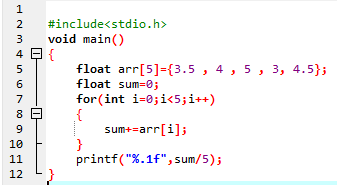 1
2 #include<stdio.h>
3 void main()
4 {
5 float arr[5]={3.5 , 4 , 5 , 3, 4.5};
6 float sum=0;
7 for(int i=0;i<5;i++)
8 {
9 sum+=arr[i];
10 }
11 printf("%.1f",sum/5);
12 }